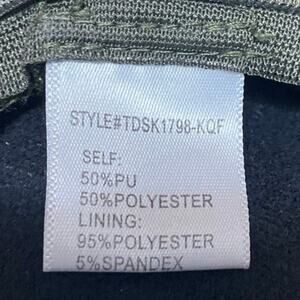 STYLE#TDSK1798-KQF
SELF:
50%PU
50%POLYESTER
LINING:
95%POLYESTER
5%SPANDEX